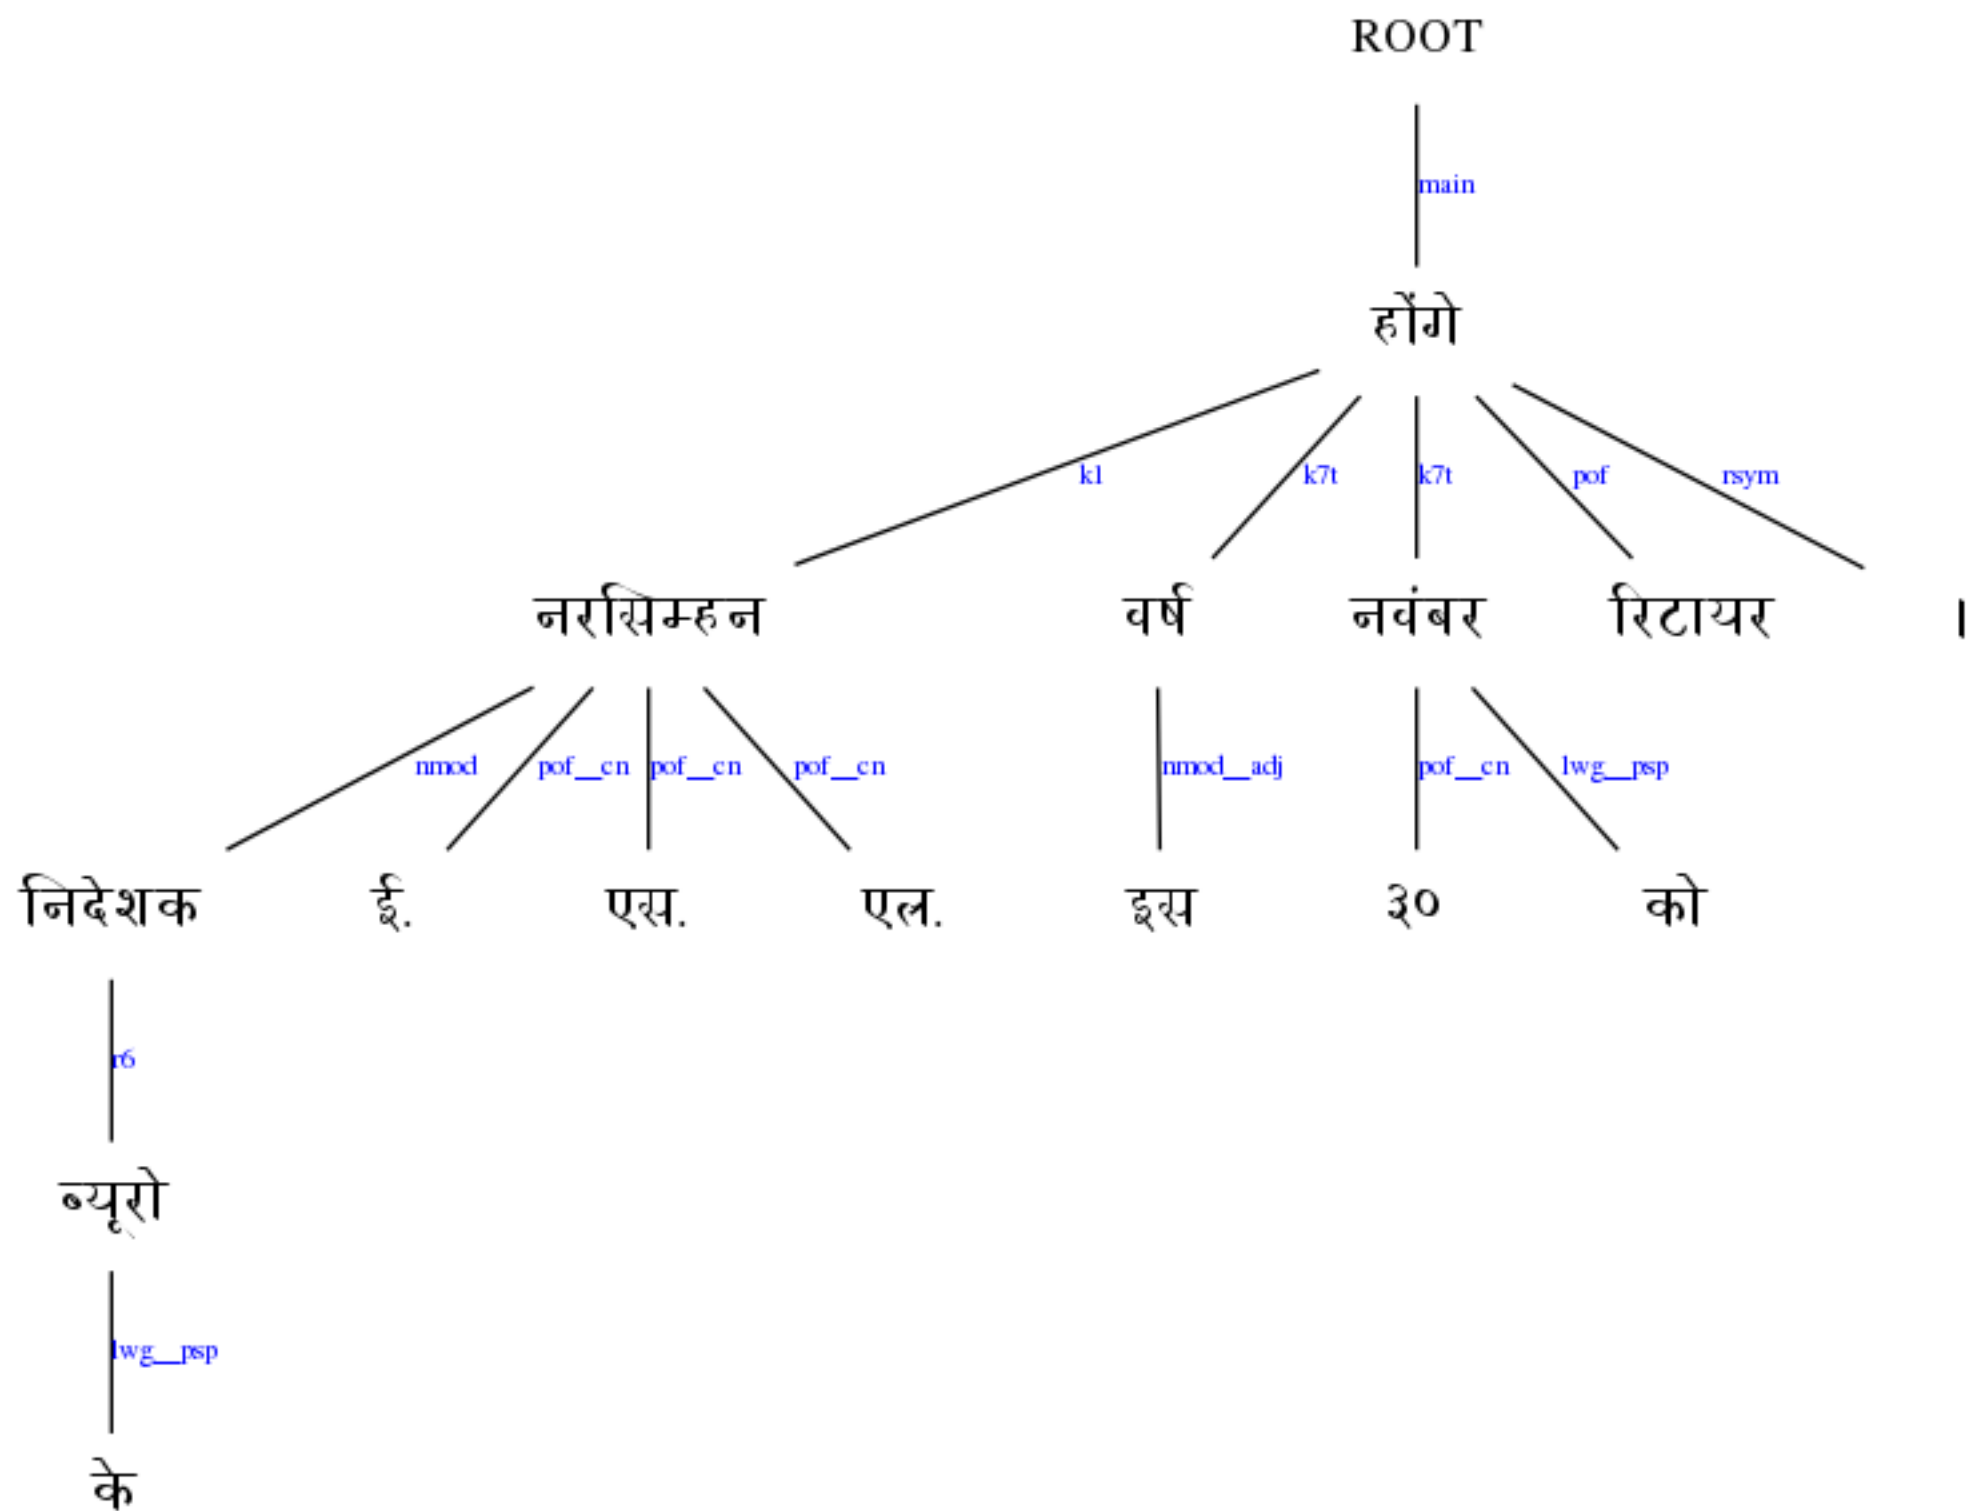 ROOT
main
होंगे
k1 k7t k7t pof rsym
नरसिम्हन वर्ष नवंबर रिटायर ।
nmod pof__cn pof__cn pof__cn nmod__adj pof__cn lwg__psp
निदेशक ई. एस. एल. इस ३० को
r6
ब्यूरो
lwg__psp
के